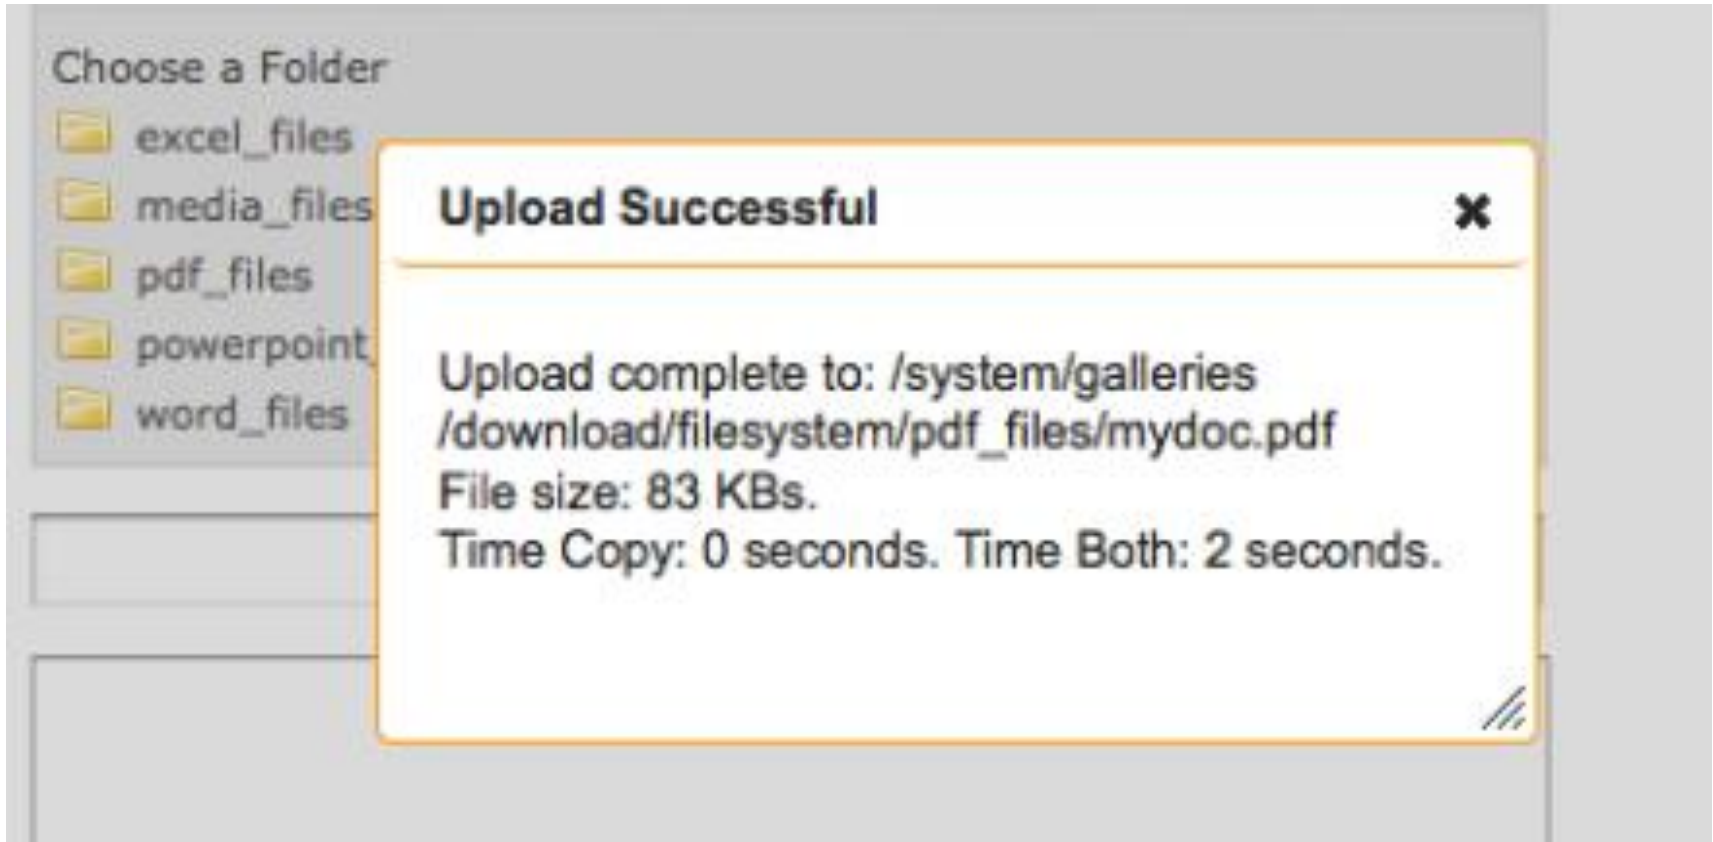 Choose a Folder
excel_files
media_files
pdf_files
powerpoint_
word_files
Upload Successful
Upload complete to: /system/galleries
/download/filesystem/pdf_files/mydoc.pdf
File size: 83 KBs.
Time Copy: 0 seconds. Time Both: 2 seconds.